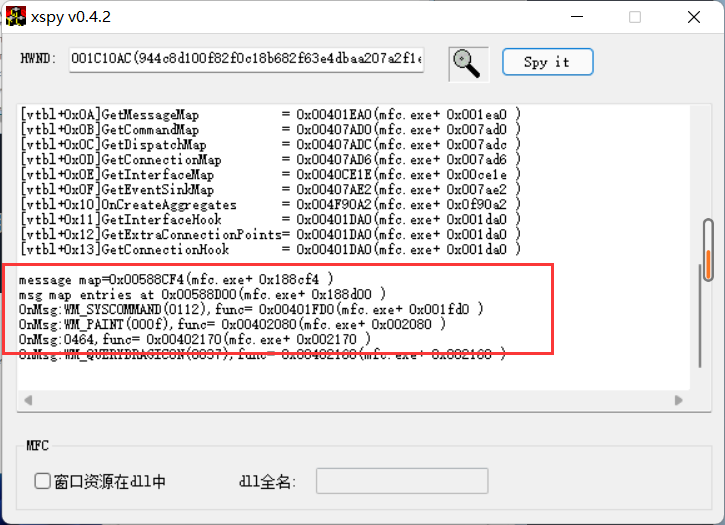 xspy v0.4.2
HWND: 001C10AC(944c8d100f82f0c18b682f63e4dbaa207a2f1e
Spy it
[vtbl+0x0A]GetMessageMap = 0x00401EA0(mfc.exe+ 0x001ea0 )
[vtbl+0x0B]GetCommandMap = 0x00407AD0(mfc.exe+ 0x007ad0 )
[vtbl+0x0C]GetDispatchMap = 0x00407ADC(mfc.exe+ 0x007adc )
[vtbl+0x0D]GetConnectionMap = 0x00407AD6(mfc.exe+ 0x007ad6 )
[vtbl+0x0E]GetInterfaceMap = 0x0040CE1E(mfc.exe+ 0x00ce1e )
[vtbl+0x0F]GetEventSinkMap = 0x00407AE2(mfc.exe+ 0x007ae2 )
[vtbl+0x10]OnCreateAggregates = 0x004F90A2(mfc.exe+ 0x0f90a2 )
[vtbl+0x11]GetInterfaceHook = 0x00401DA0(mfc.exe+ 0x001da0 )
[vtbl+0x12]GetExtraConnectionPoints= 0x00401DA0(mfc.exe+ 0x001da0 )
[vtbl+0x13]GetConnectionHook = 0x00401DA0(mfc.exe+ 0x001da0 )
message map=0x00588CF4(mfc.exe+ 0x188cf4 )
msg map entries at 0x00588D00(mfc.exe+ 0x188d00 )
OnMsg:WM_SYSCOMMAND(0112),func= 0x00401FD0(mfc.exe+ 0x001fd0 )
OnMsg:WM_PAINT(000f),func= 0x00402080(mfc.exe+ 0x002080 )
OnMsg:0464,func= 0x00402170(mfc.exe+ 0x002170 )
OnMsg:WM_QUERYDRAGICON(0037),func= 0x00402160(mfc.exe+ 0x002160 )
MFC
窗口资源在dll中 dll全名: